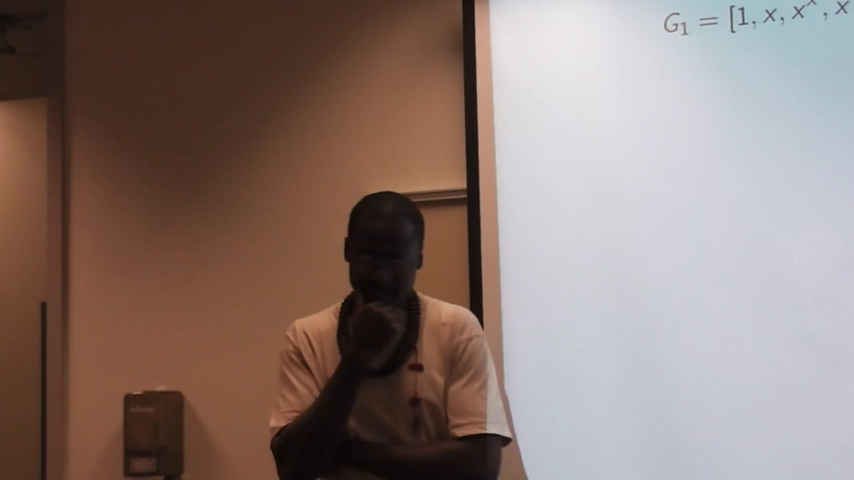 G₁ = [1, x, x^x, x